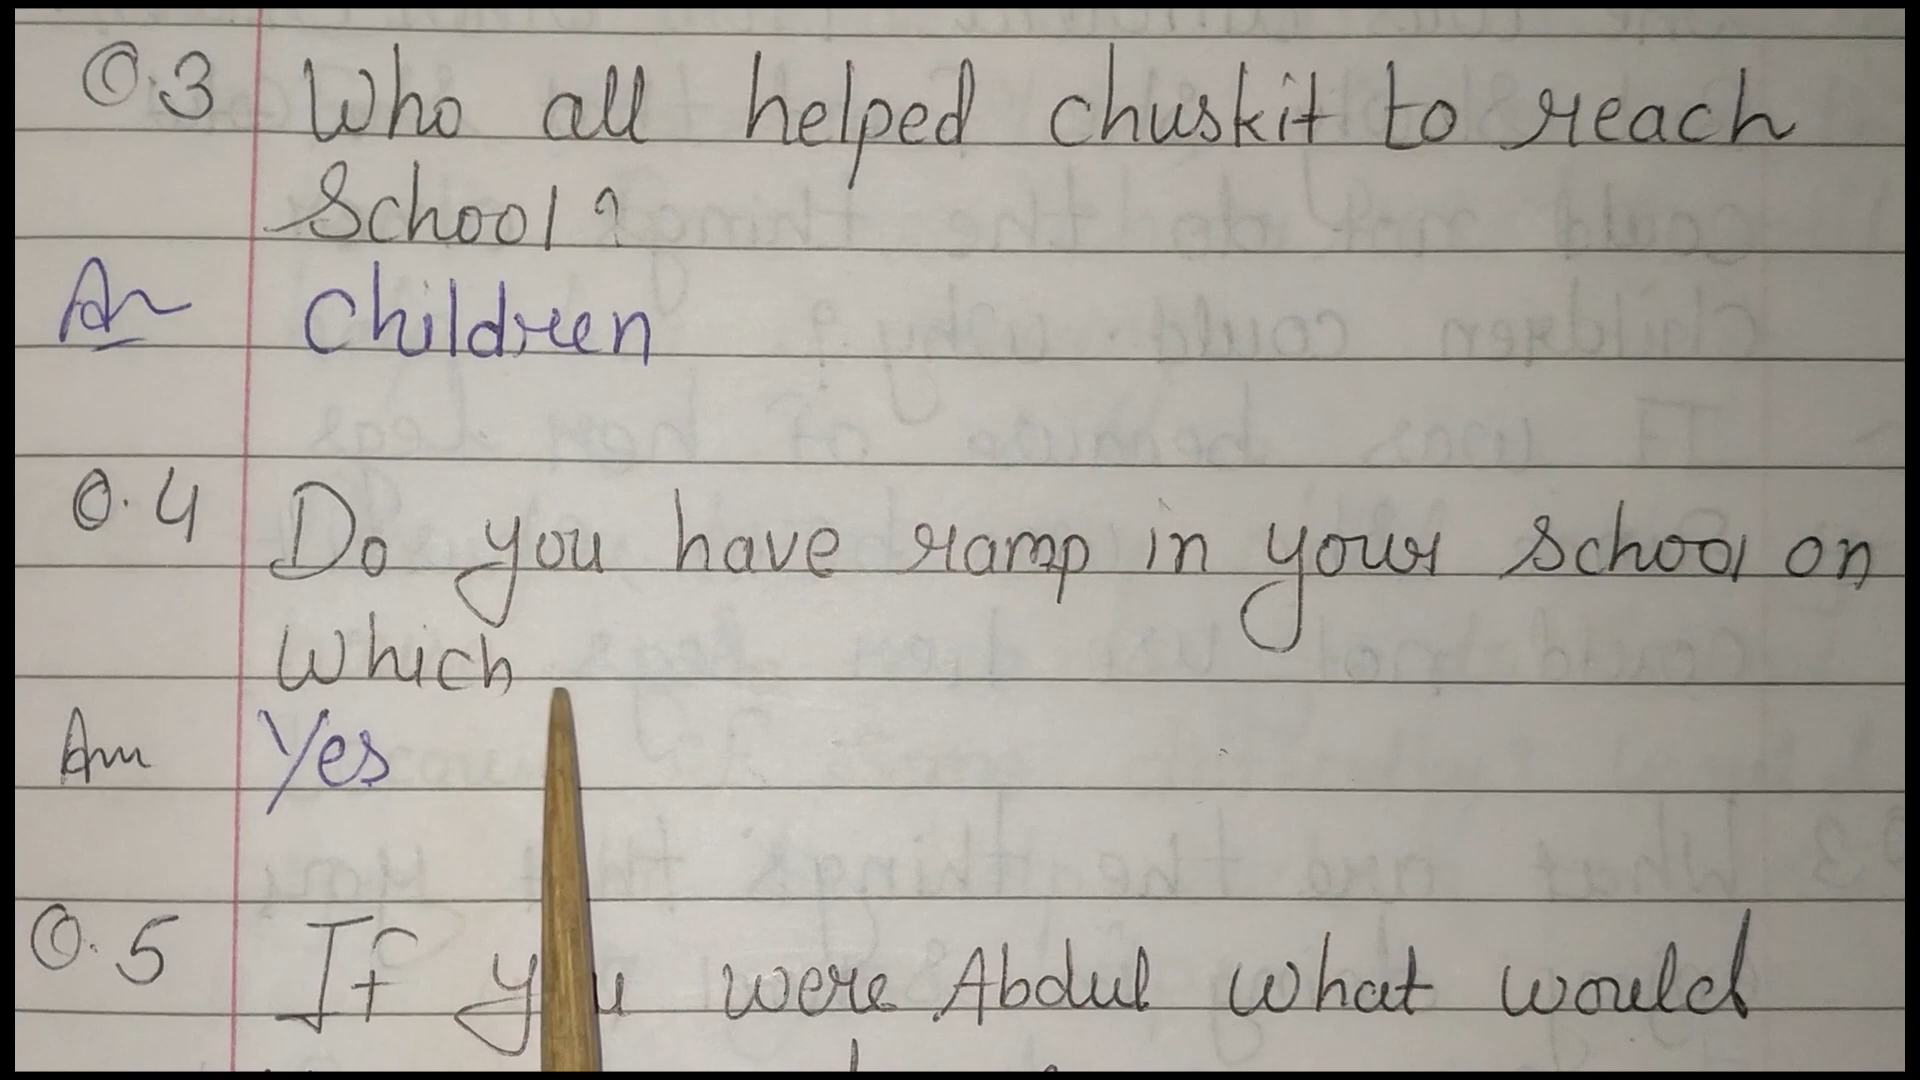 Q.3 Who all helped chuskit to reach
School?
An Children
Q.4 Do you have ramp in your school on
which
An Yes
Q.5 If you were Abdul what would